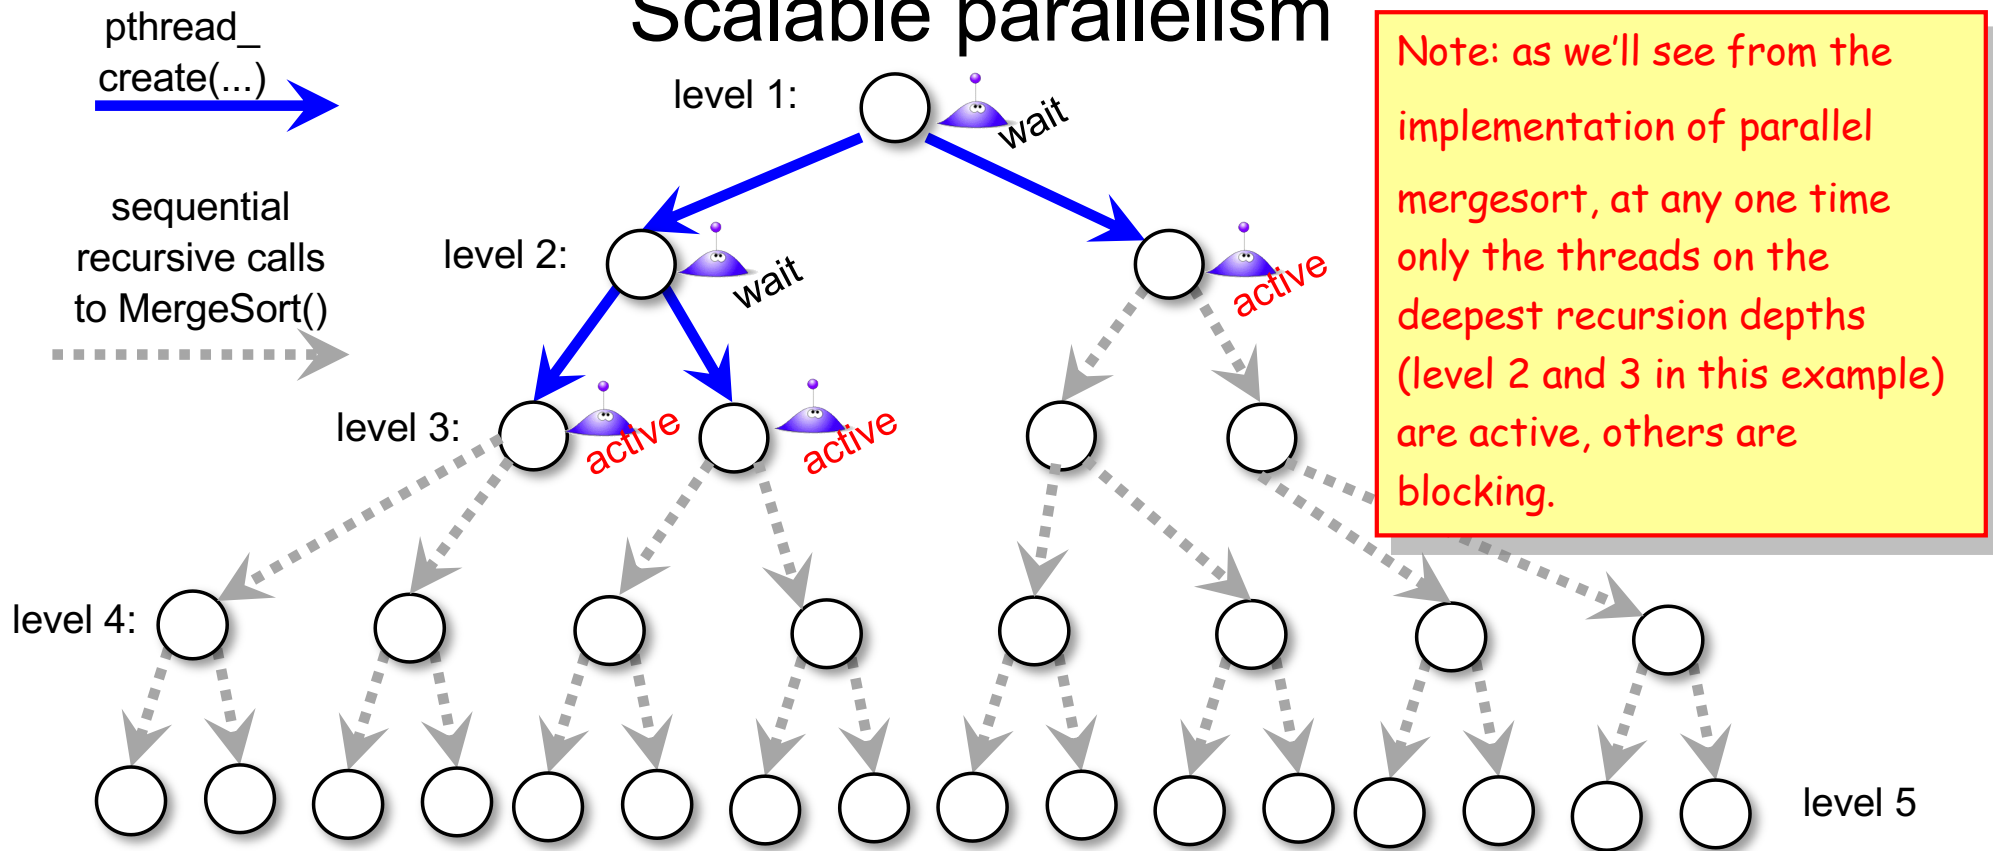 Scalable parallelism
pthread_
create(...)
sequential
recursive calls
to MergeSort()
level 1:
wait
level 2:
wait
active
level 3:
active
active
level 4:
level 5
Note: as we'll see from the
implementation of parallel
mergesort, at any one time
only the threads on the
deepest recursion depths
(level 2 and 3 in this example)
are active, others are
blocking.